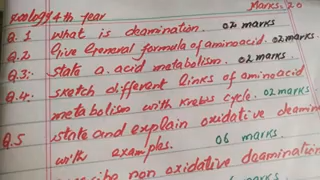 zoology 4th year Marks. 20
Q.1 What is deamination. 02 marks
Q.2 Give General formula of aminoacid. 02 marks.
Q.3:- State a.acid metabolism. 02 marks.
Q.4:- sketch different links of aminoacid
metabolism with Krebs cycle. 02 marks
Q.5 state and explain oxidative deamin
with examples. 06 marks.
non oxidative deamination
marks